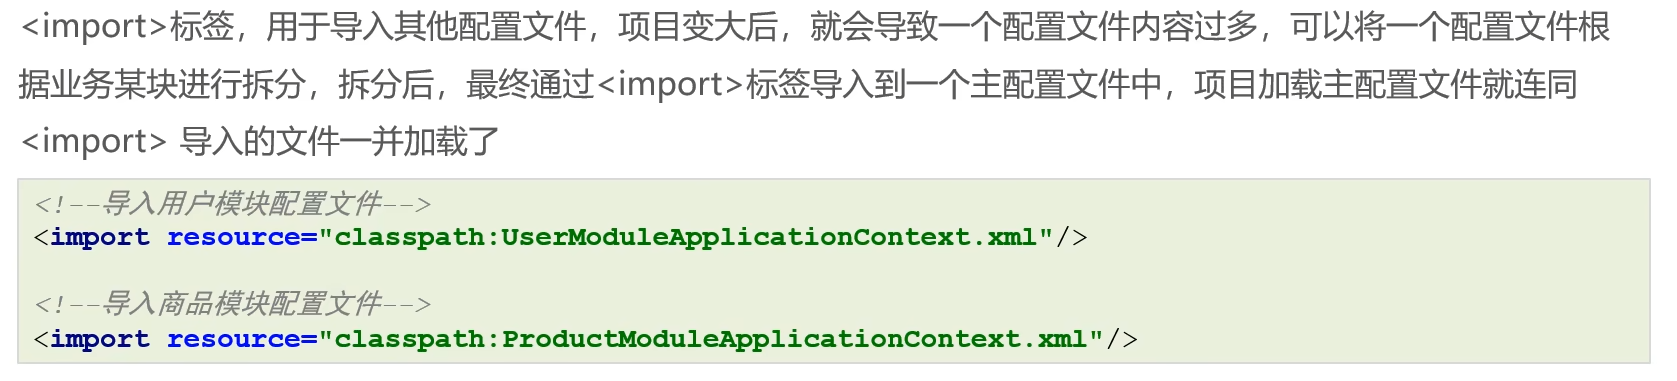 <import>标签，用于导入其他配置文件，项目变大后，就会导致一个配置文件内容过多，可以将一个配置文件根
据业务某块进行拆分，拆分后，最终通过<import>标签导入到一个主配置文件中，项目加载主配置文件就连同
<import> 导入的文件一并加载了
<!--导入用户模块配置文件-->
<import resource="classpath:UserModuleApplicationContext.xml"/>
<!--导入商品模块配置文件-->
<import resource="classpath:ProductModuleApplicationContext.xml"/>